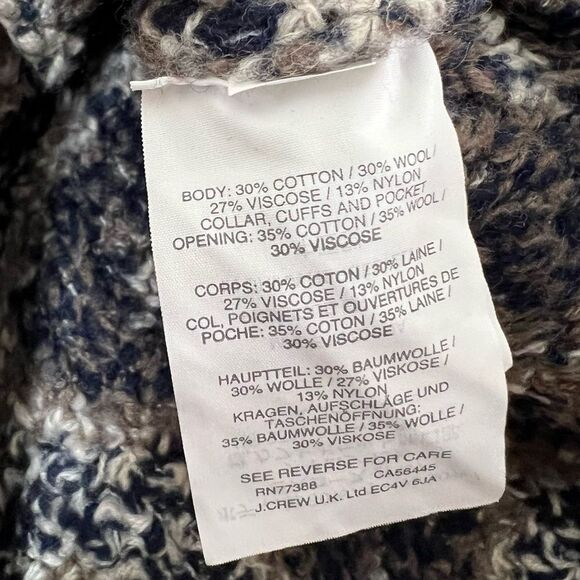 BODY: 30% COTTON / 30% WOOL /
27% VISCOSE / 13% NYLON
COLLAR, CUFFS AND POCKET
OPENING: 35% COTTON / 35% WOOL /
30% VISCOSE
CORPS: 30% COTON / 30% LAINE /
27% VISCOSE / 13% NYLON
COL, POIGNETS ET OUVERTURES DE
POCHE: 35% COTON / 35% LAINE /
30% VISCOSE
HAUPTTEIL: 30% BAUMWOLLE /
30% WOLLE / 27% VISKOSE /
13% NYLON
KRAGEN, AUFSCHLÄGE UND
TASCHENÖFFNUNG:
35% BAUMWOLLE / 35% WOLLE /
30% VISKOSE
SEE REVERSE FOR CARE
RN77388 CA56445
J.CREW U.K. Ltd EC4V 6JA